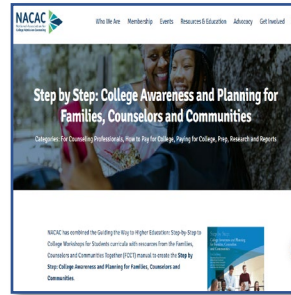 NACAC
Who We Are Membership Events Resources & Education Advocacy Get Involved
Step by Step: College Awareness and Planning for
Families, Counselors and Communities
Categories: For Counseling Professionals, How to Pay for College, Paying for College, Prep, Research and Reports
NACAC has combined the Guiding the Way to Higher Education: Step-by-Step to
College Workshops for Students curricula with resources from the Families,
Counselors and Communities Together (FCCT) manual to create the Step by
Step: College Awareness and Planning for Families, Counselors and
Communities.